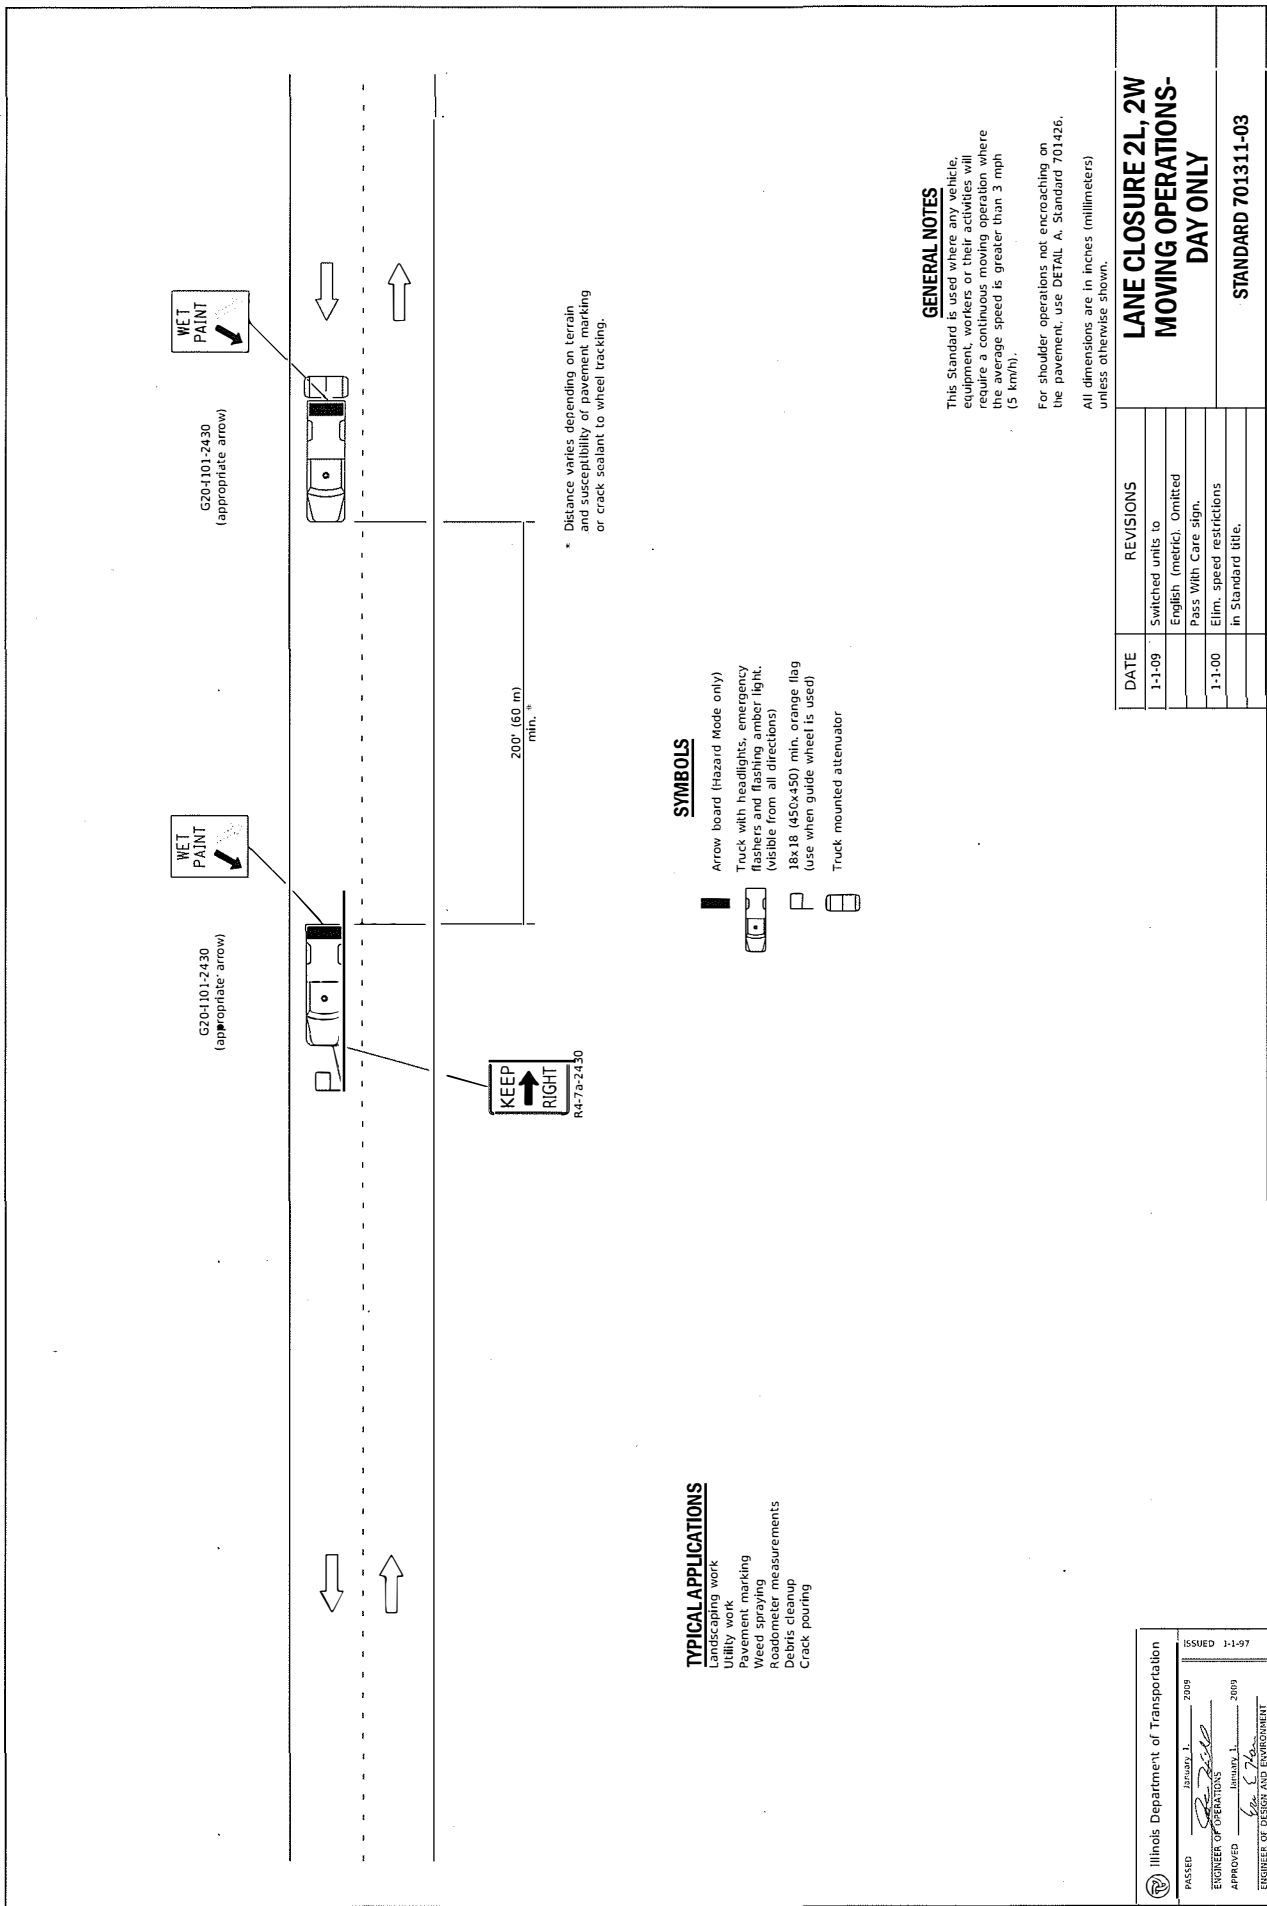 WET
PAINT
WET
PAINT
G20-I101-2430
(appropriate arrow)
G20-I101-2430
(appropriate arrow)
KEEP
RIGHT
R4-7a-2430
200' (60 m)
min. *
* Distance varies depending on terrain
and susceptibility of pavement marking
or crack sealant to wheel tracking.
TYPICAL APPLICATIONS
Landscaping work
Utility work
Pavement marking
Weed spraying
Roadometer measurements
Debris cleanup
Crack pouring
SYMBOLS
Arrow board (Hazard Mode only)
Truck with headlights, emergency
flashers and flashing amber light.
(visible from all directions)
18x18 (450x450) min. orange flag
(use when guide wheel is used)
Truck mounted attenuator
GENERAL NOTES
This Standard is used where any vehicle,
equipment, workers or their activities will
require a continuous moving operation where
the average speed is greater than 3 mph
(5 km/h).
For shoulder operations not encroaching on
the pavement, use DETAIL A, Standard 701426.
All dimensions are in inches (millimeters)
unless otherwise shown.
Illinois Department of Transportation
PASSED January 1, 2009
ENGINEER OF OPERATIONS
APPROVED January 1, 2009
ENGINEER OF DESIGN AND ENVIRONMENT
ISSUED 1-1-97
DATE REVISIONS
1-1-09 Switched units to
English (metric). Omitted
Pass With Care sign.
1-1-00 Elim. speed restrictions
in Standard title.
LANE CLOSURE 2L, 2W
MOVING OPERATIONS-
DAY ONLY
STANDARD 701311-03